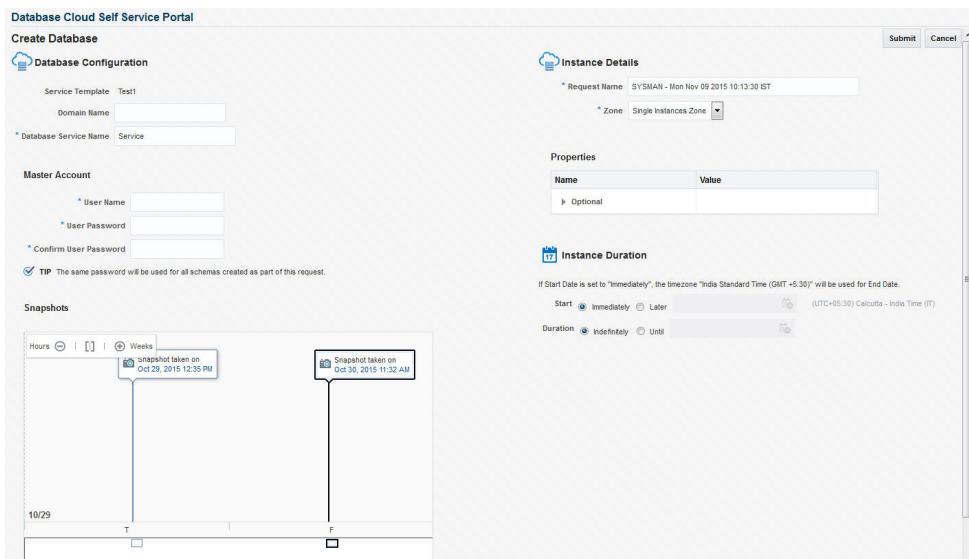 Database Cloud Self Service Portal
Create Database
Submit
Cancel
Database Configuration
Service Template Test1
Domain Name
* Database Service Name Service
Master Account
* User Name
* User Password
* Confirm User Password
TIP The same password will be used for all schemas created as part of this request.
Snapshots
Hours
Weeks
Snapshot taken on
Oct 29, 2015 12:35 PM
Snapshot taken on
Oct 30, 2015 11:32 AM
10/29
T
F
Instance Details
* Request Name SYSMAN - Mon Nov 09 2015 10:13:30 IST
* Zone Single Instances Zone
Properties
Name Value
Optional
17
Instance Duration
If Start Date is set to "Immediately", the timezone "India Standard Time (GMT +5:30)" will be used for End Date.
Start Immediately Later (UTC+05:30) Calcutta - India Time (IT)
Duration Indefinitely Until